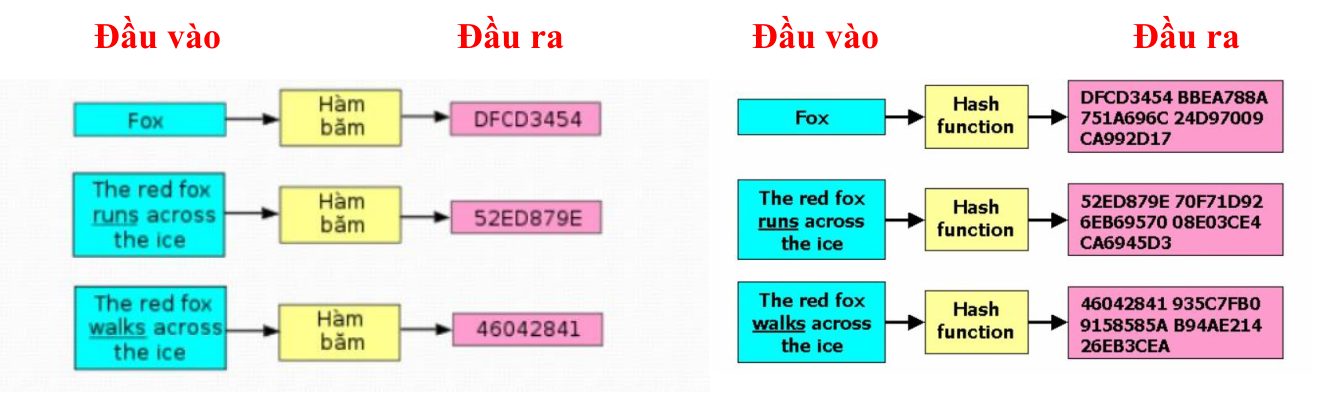 Đầu vào
Đầu ra
Đầu vào
Đầu ra
Fox
Hàm
băm
DFCD3454
The red fox
runs across
the ice
Hàm
băm
52ED879E
The red fox
walks across
the ice
Hàm
băm
46042841
Fox
Hash
function
DFCD3454 BBEA788A
751A696C 24D97009
CA992D17
The red fox
runs across
the ice
Hash
function
52ED879E 70F71D92
6EB69570 08E03CE4
CA6945D3
The red fox
walks across
the ice
Hash
function
46042841 935C7FB0
9158585A B94AE214
26EB3CEA